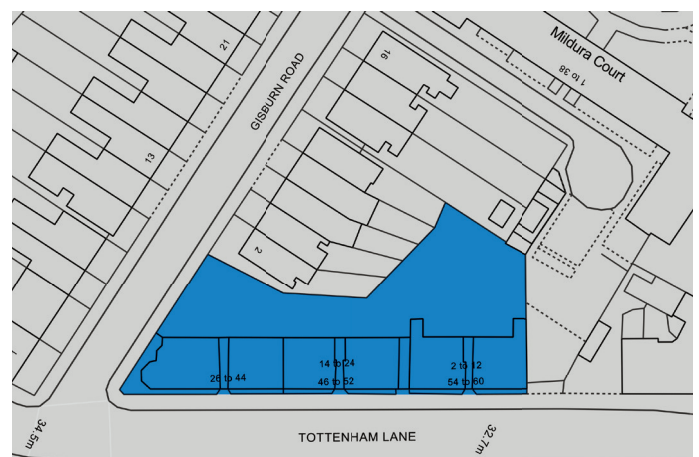 21
16
Mildura Court
1 to 38
GISBURN ROAD
13
2
14 to 24
2 to 12
26 to 44
46 to 52
54 to 60
34.5m
TOTTENHAM LANE
32.7m